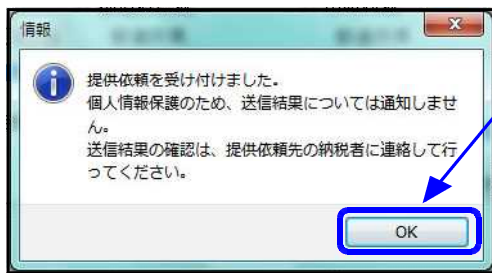 情報
提供依頼を受け付けました。
個人情報保護のため、送信結果については通知しませ
ん。
送信結果の確認は、提供依頼先の納税者に連絡して行
ってください。
OK